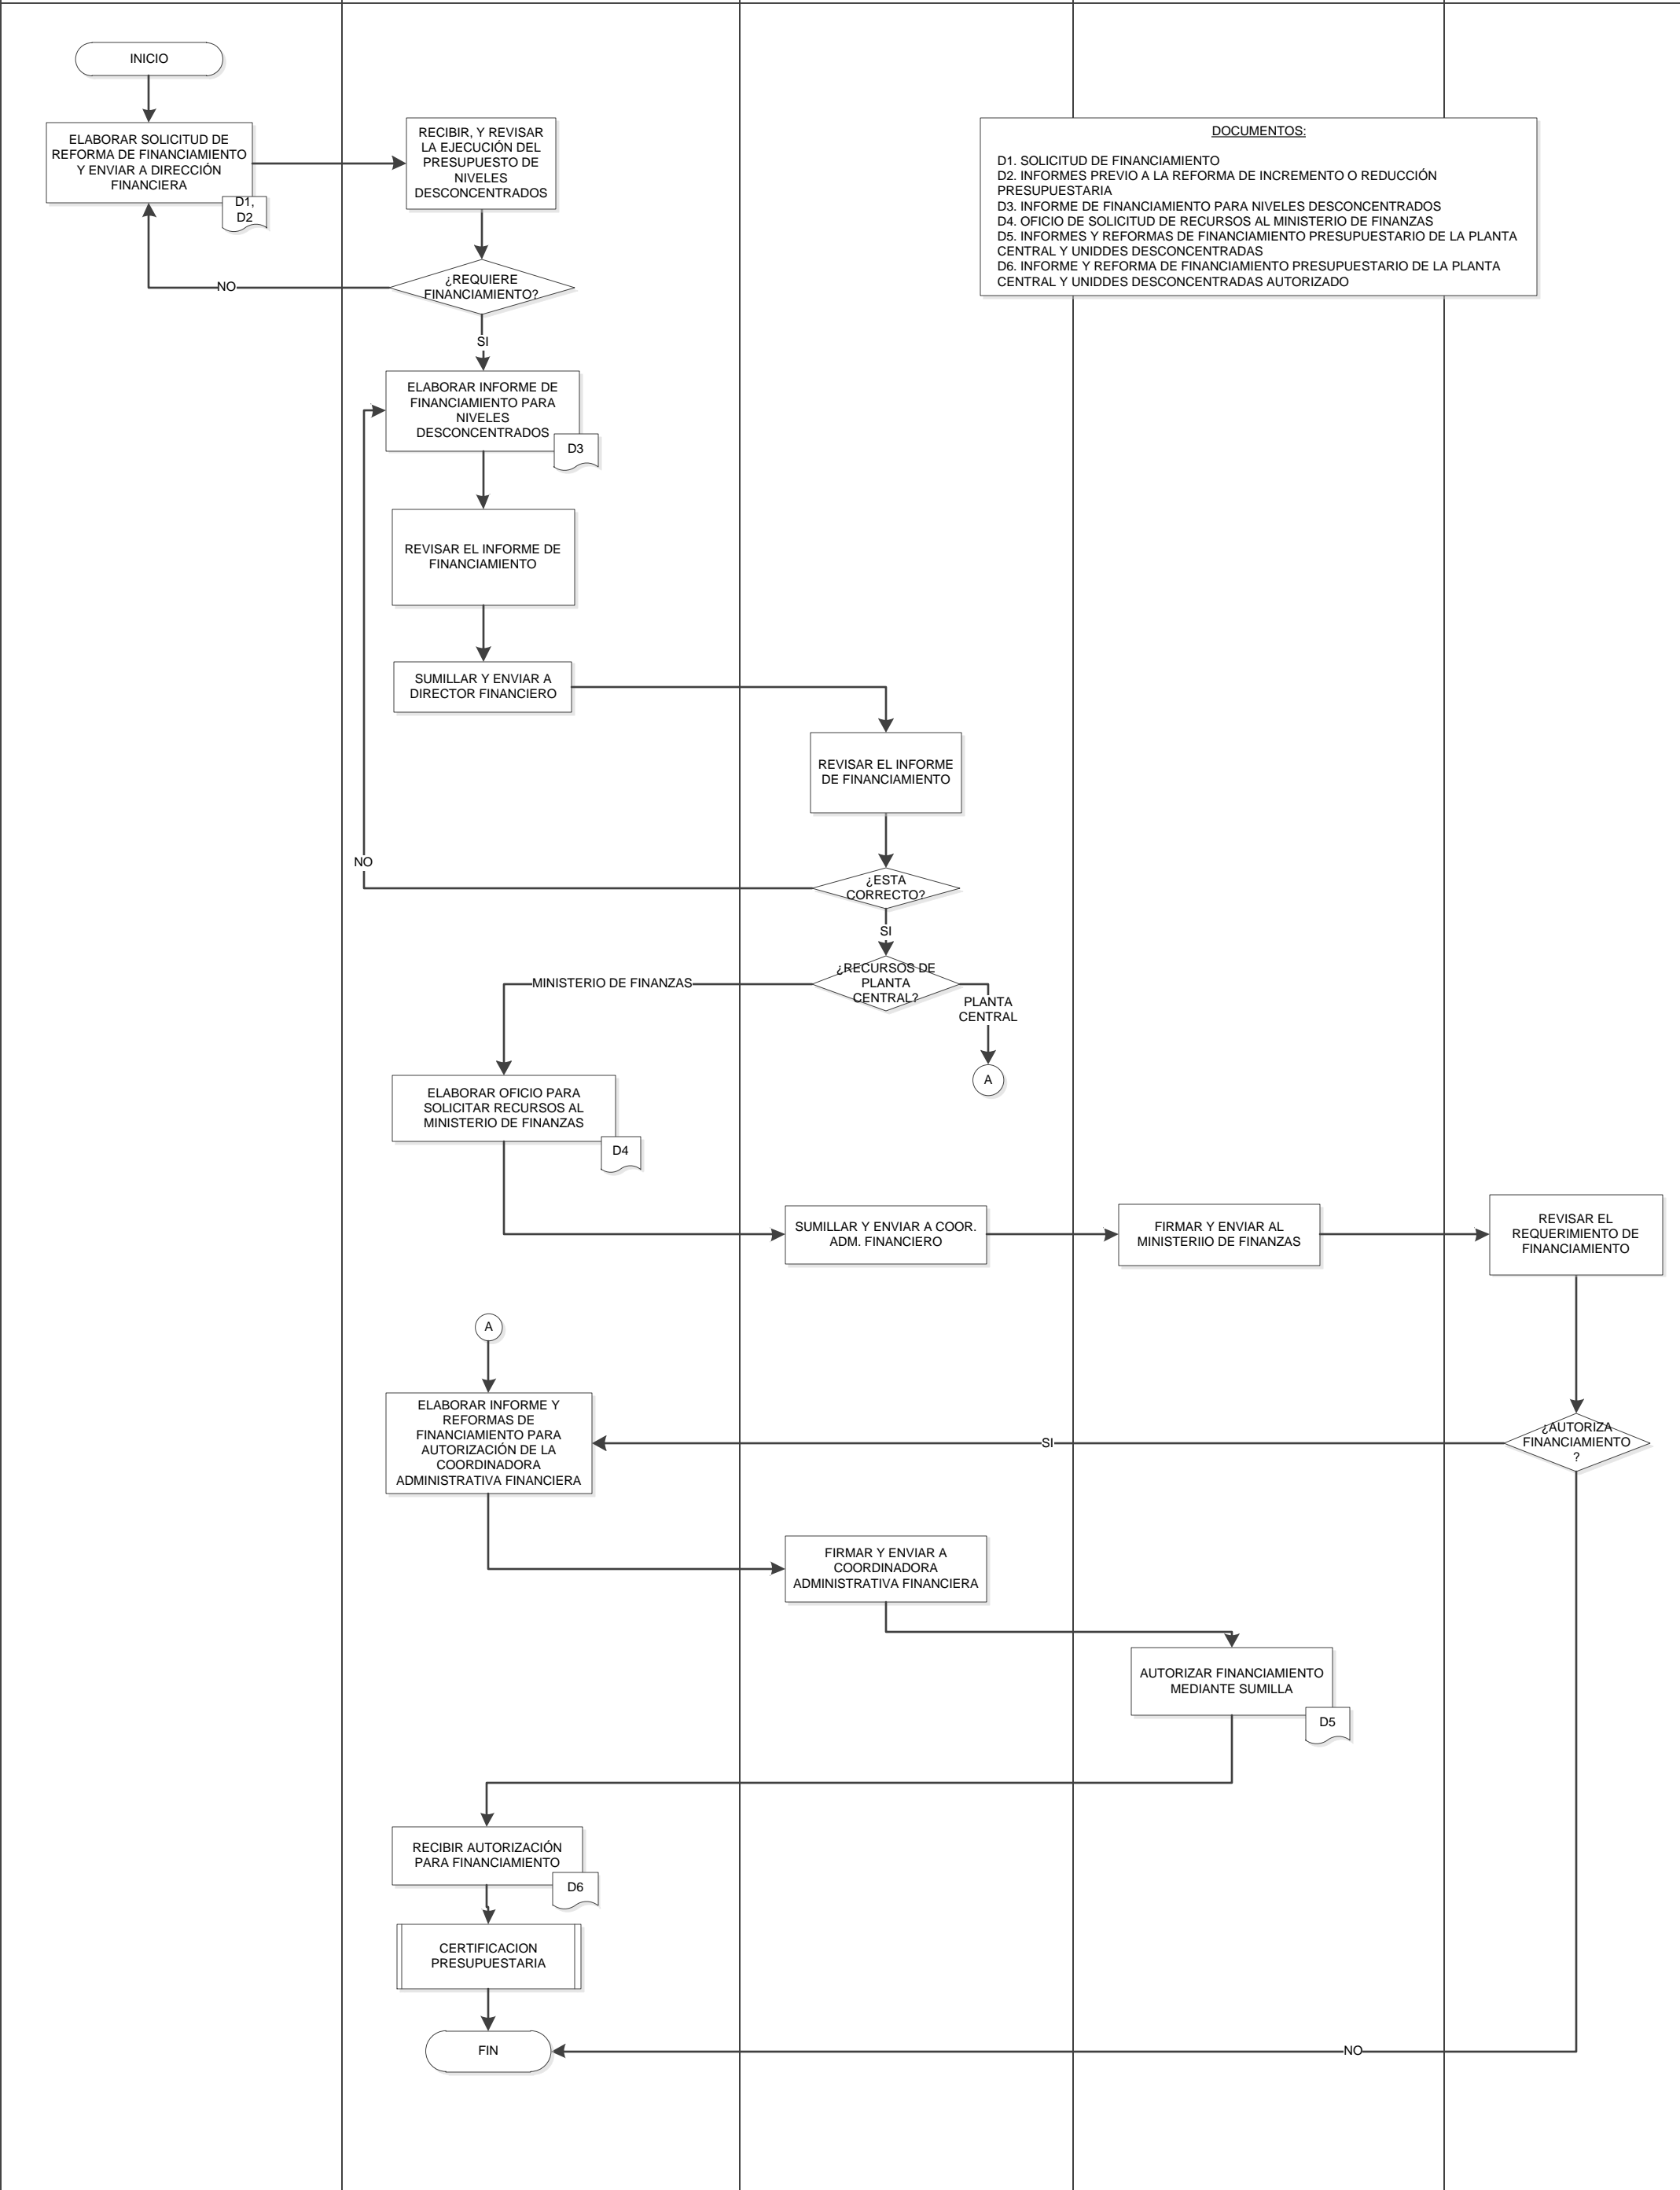 INICIO
ELABORAR SOLICITUD DE
REFORMA DE FINANCIAMIENTO
Y ENVIAR A DIRECCIÓN
FINANCIERA
D1,
D2
RECIBIR, Y REVISAR
LA EJECUCIÓN DEL
PRESUPUESTO DE
NIVELES
DESCONCENTRADOS
DOCUMENTOS:
D1. SOLICITUD DE FINANCIAMIENTO
D2. INFORMES PREVIO A LA REFORMA DE INCREMENTO O REDUCCIÓN
PRESUPUESTARIA
D3. INFORME DE FINANCIAMIENTO PARA NIVELES DESCONCENTRADOS
D4. OFICIO DE SOLICITUD DE RECURSOS AL MINISTERIO DE FINANZAS
D5. INFORMES Y REFORMAS DE FINANCIAMIENTO PRESUPUESTARIO DE LA PLANTA
CENTRAL Y UNIDDES DESCONCENTRADAS
D6. INFORME Y REFORMA DE FINANCIAMIENTO PRESUPUESTARIO DE LA PLANTA
CENTRAL Y UNIDDES DESCONCENTRADAS AUTORIZADO
¿REQUIERE
FINANCIAMIENTO?
NO
SI
ELABORAR INFORME DE
FINANCIAMIENTO PARA
NIVELES
DESCONCENTRADOS
D3
REVISAR EL INFORME DE
FINANCIAMIENTO
SUMILLAR Y ENVIAR A
DIRECTOR FINANCIERO
REVISAR EL INFORME
DE FINANCIAMIENTO
NO
¿ESTA
CORRECTO?
SI
¿RECURSOS DE
PLANTA
CENTRAL?
MINISTERIO DE FINANZAS
PLANTA
CENTRAL
A
ELABORAR OFICIO PARA
SOLICITAR RECURSOS AL
MINISTERIO DE FINANZAS
D4
SUMILLAR Y ENVIAR A COOR.
ADM. FINANCIERO
FIRMAR Y ENVIAR AL
MINISTERIIO DE FINANZAS
REVISAR EL
REQUERIMIENTO DE
FINANCIAMIENTO
A
ELABORAR INFORME Y
REFORMAS DE
FINANCIAMIENTO PARA
AUTORIZACIÓN DE LA
COORDINADORA
ADMINISTRATIVA FINANCIERA
SI
¿AUTORIZA
FINANCIAMIENTO
?
FIRMAR Y ENVIAR A
COORDINADORA
ADMINISTRATIVA FINANCIERA
AUTORIZAR FINANCIAMIENTO
MEDIANTE SUMILLA
D5
RECIBIR AUTORIZACIÓN
PARA FINANCIAMIENTO
D6
CERTIFICACION
PRESUPUESTARIA
FIN
NO